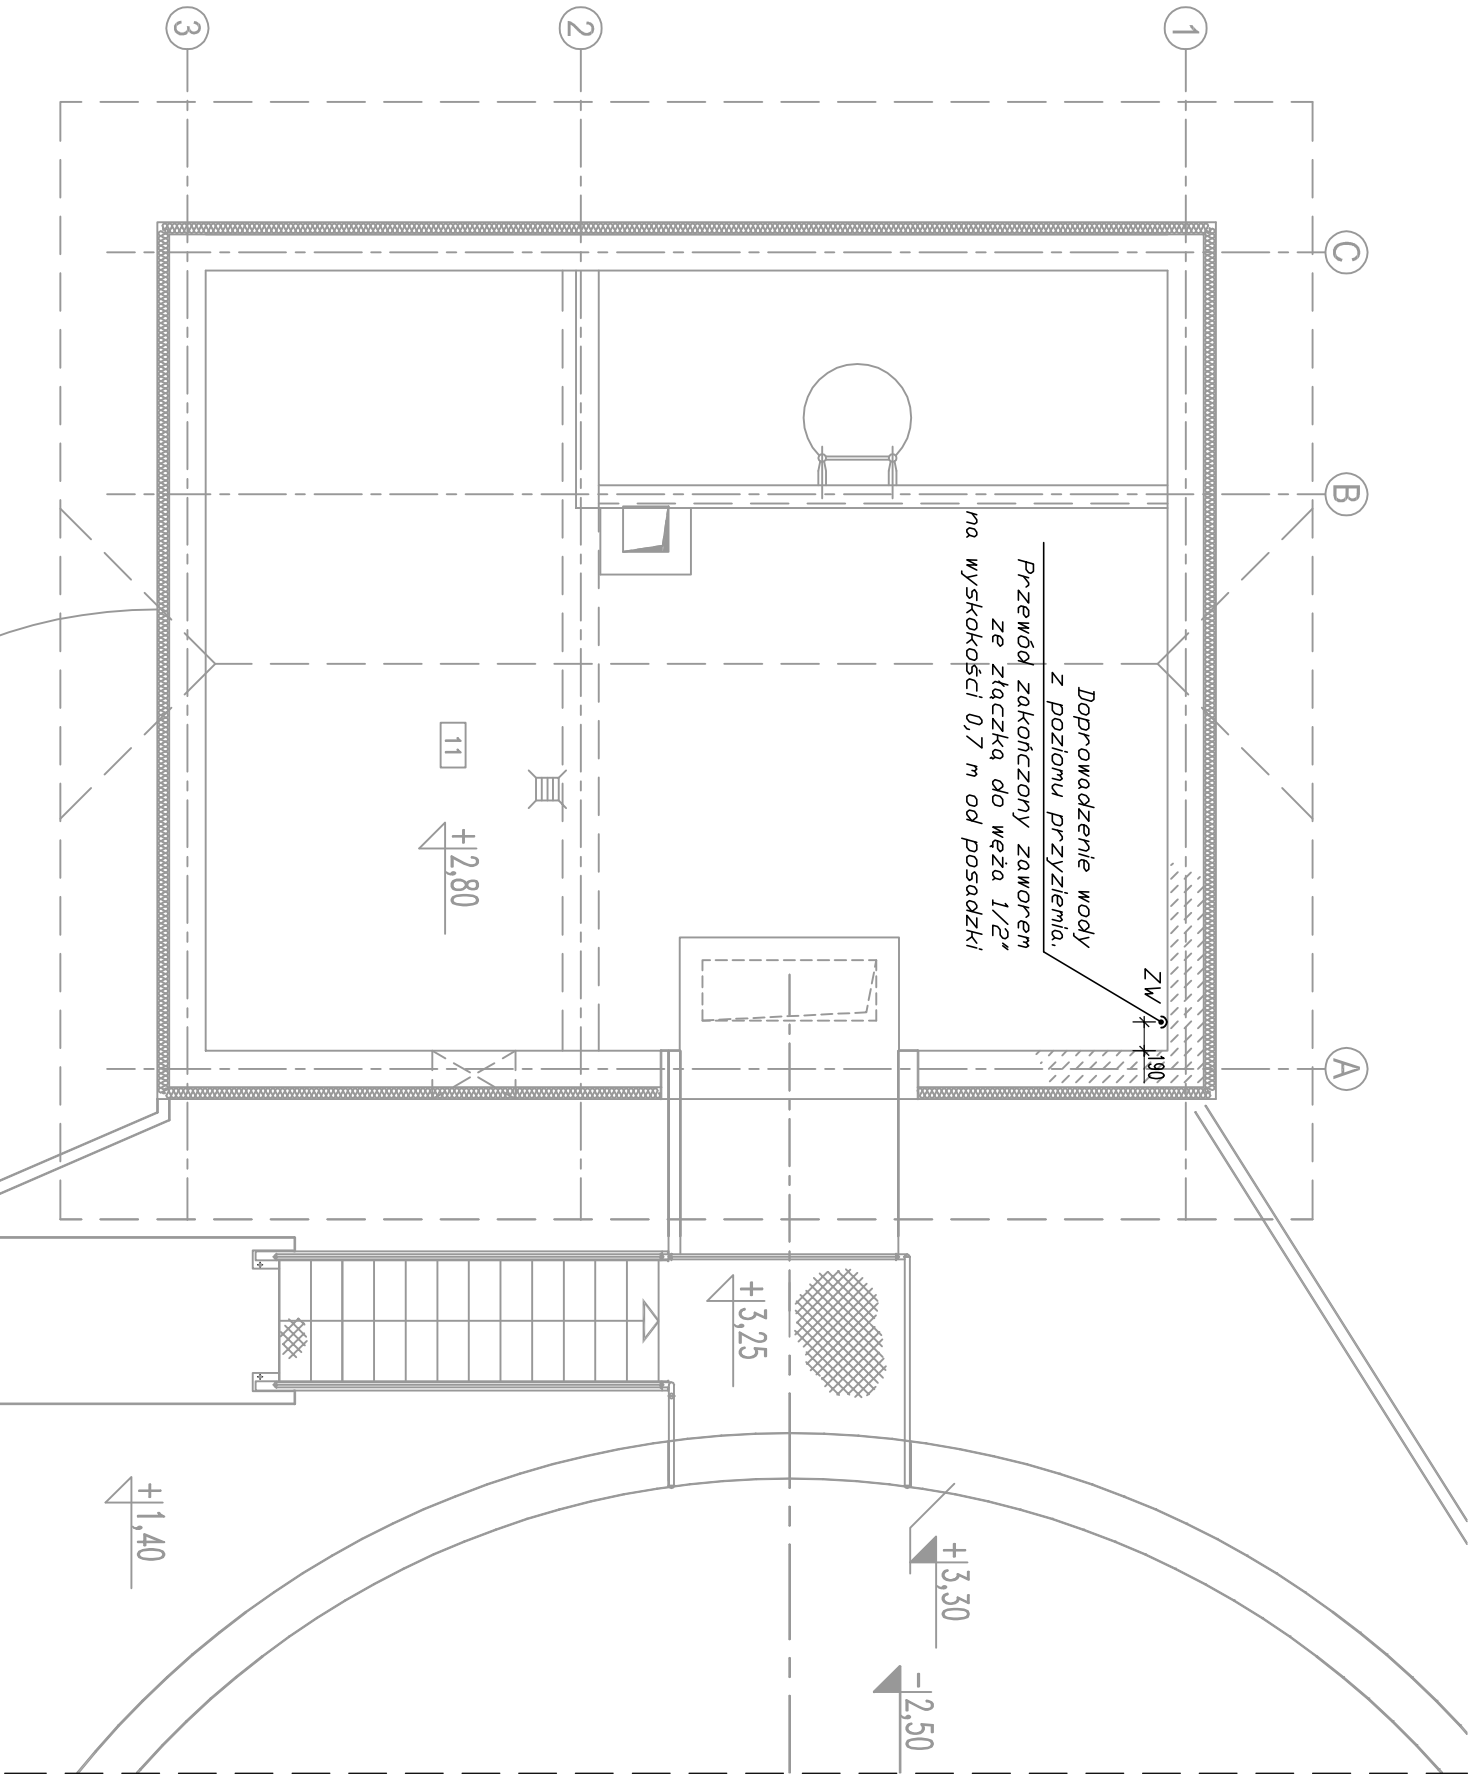 3
2
1
C
B
A
Doprowadzenie wody
z poziomu przyziemia.
Przewód zakończony zaworem
ze złączką do węża 1/2"
na wyskokości 0,7 m od posadzki
ZW
190
11
+2,80
+3,25
+3,30
-2,50
+1,40